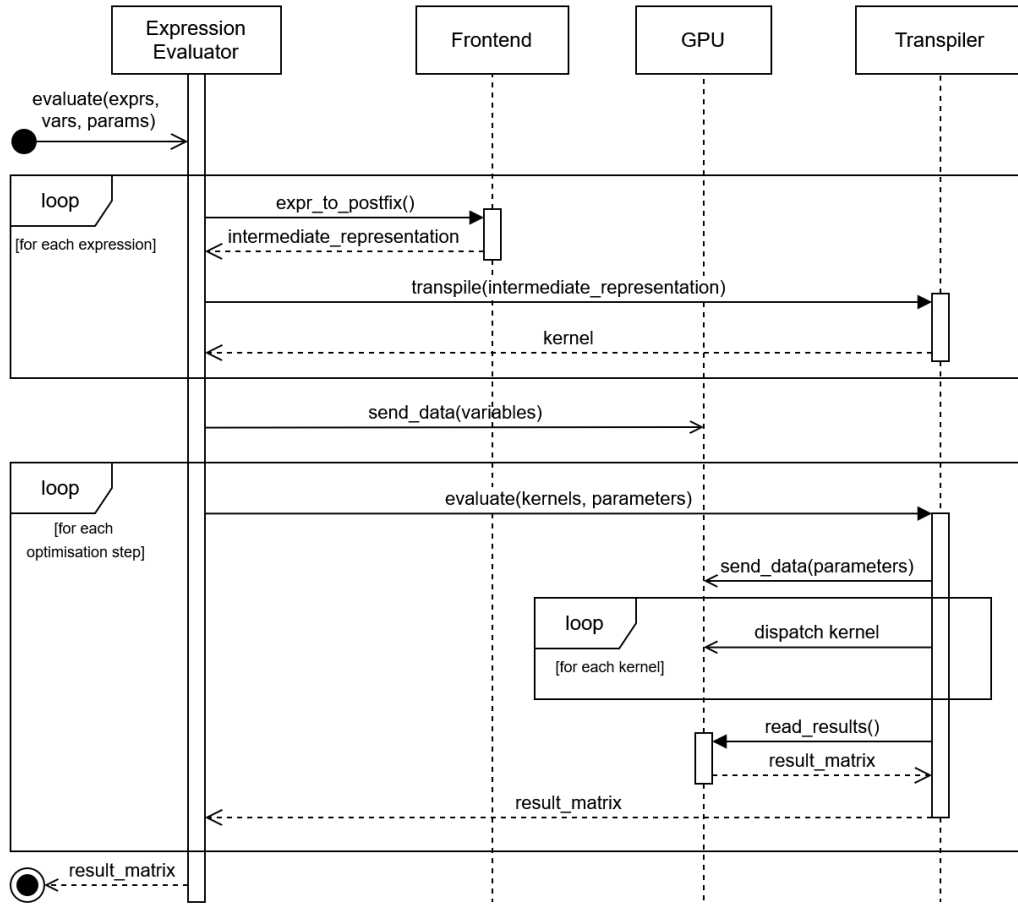 Expression
Evaluator
Frontend
GPU
Transpiler
evaluate(exprs,
vars, params)
loop
[for each expression]
expr_to_postfix()
intermediate_representation
transpile(intermediate_representation)
kernel
send_data(variables)
loop
[for each
optimisation step]
evaluate(kernels, parameters)
send_data(parameters)
loop
[for each kernel]
dispatch kernel
read_results()
result_matrix
result_matrix
result_matrix